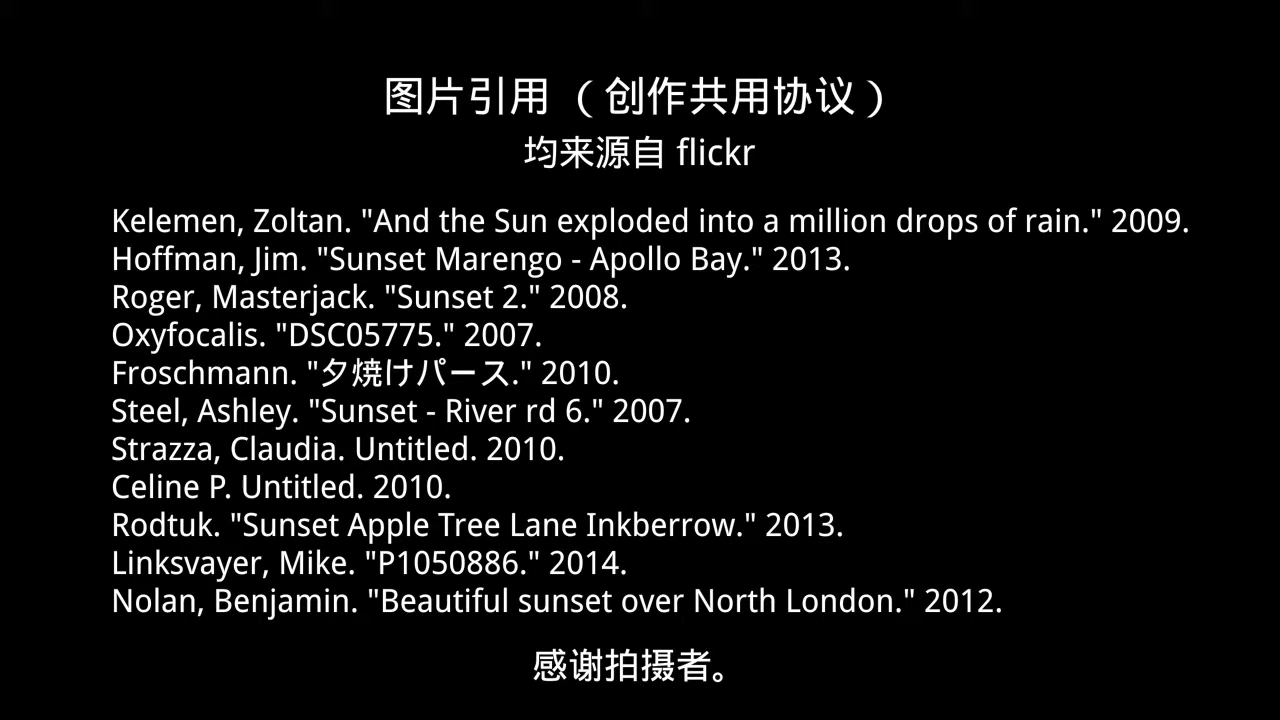 图片引用 （创作共用协议）
均来源自 flickr
Kelemen, Zoltan. "And the Sun exploded into a million drops of rain." 2009.
Hoffman, Jim. "Sunset Marengo - Apollo Bay." 2013.
Roger, Masterjack. "Sunset 2." 2008.
Oxyfocalis. "DSC05775." 2007.
Froschmann. "夕焼けパース." 2010.
Steel, Ashley. "Sunset - River rd 6." 2007.
Strazza, Claudia. Untitled. 2010.
Celine P. Untitled. 2010.
Rodtuk. "Sunset Apple Tree Lane Inkberrow." 2013.
Linksvayer, Mike. "P1050886." 2014.
Nolan, Benjamin. "Beautiful sunset over North London." 2012.
感谢拍摄者。